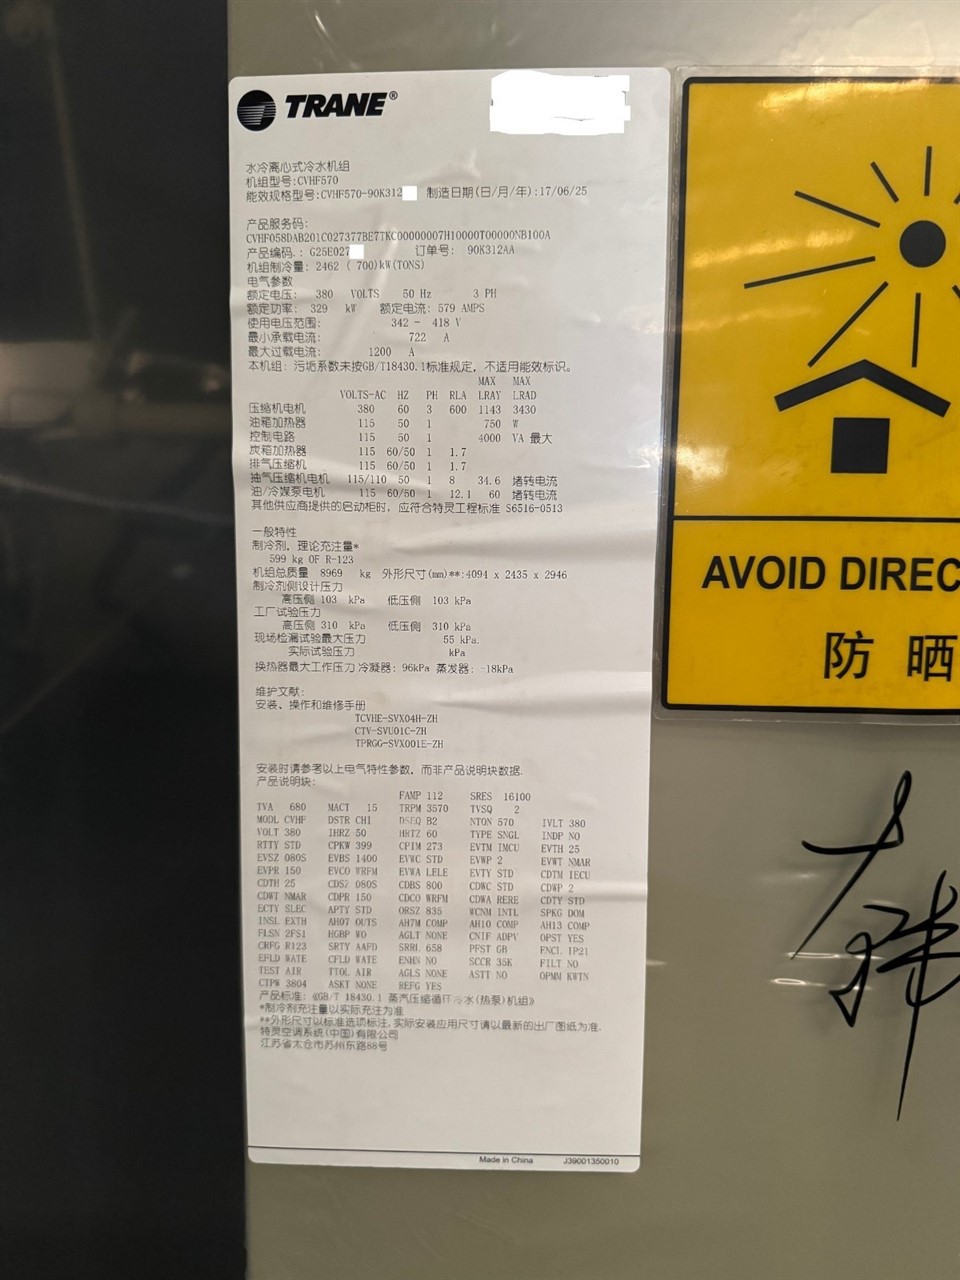 TRANE®
水冷离心式冷水机组
机组型号:CVHF570
能效规格型号:CVHF570-90K312 制造日期(日/月/年):17/06/25
产品服务码:
CVHF058DAB201C027377BE7TKC00000007H10000T00000NB100A
产品编码.: G25E027 订单号: 90K312AA
机组制冷量: 2462 ( 700)kW(TONS)
电气参数
额定电压: 380 VOLTS 50 Hz 3 PH
额定功率: 329 kW 额定电流: 579 AMPS
使用电压范围: 342 - 418 V
最小承载电流: 722 A
最大过载电流: 1200 A
本机组: 污垢系数未按GB/T18430.1标准规定, 不适用能效标识。
MAX MAX
VOLTS-AC HZ PH RLA LRAY LRAD
压缩机电机 380 60 3 600 1143 3430
油箱加热器 115 50 1 750 W
控制电路 115 50 1 4000 VA 最大
炭箱加热器 115 60/50 1 1.7
排气压缩机 115 60/50 1 1.7
抽气压缩机电机 115/110 50 1 8 34.6 堵转电流
油/冷媒泵电机 115 60/50 1 12.1 60 堵转电流
其他供应商提供的启动柜时, 应符合特灵工程标准 S6516-0513
一般特性
制冷剂, 理论充注量*
599 kg OF R-123
机组总质量 8969 kg 外形尺寸(mm)**:4094 x 2435 x 2946
制冷剂侧设计压力
高压侧 103 kPa 低压侧 103 kPa
工厂试验压力
高压侧 310 kPa 低压侧 310 kPa
现场检漏试验最大压力 55 kPa.
实际试验压力 kPa
换热器最大工作压力 冷凝器: 96kPa 蒸发器: -18kPa
维护文献:
安装、操作和维修手册
TCVHE-SVX04H-ZH
CTV-SVU01C-ZH
TPRGG-SVX001E-ZH
安装时请参考以上电气特性参数, 而非产品说明块数据.
产品说明块:
FAMP 112 SRES 16100
TVA 680 MACT 15 TRPM 3570 TVSQ 2
MODL CVHF DSTR CHI DSEQ B2 NTON 570 IVLT 380
VOLT 380 IHRZ 50 HRTZ 60 TYPE SNGL INDP NO
RTTY STD CPKW 399 CPIM 273 EVTM IMCU EVTH 25
EVSZ 080S EVBS 1400 EVWC STD EVWP 2 EVWT NMAR
EVPR 150 EVCO WRFM EVWA LELE EVTY STD CDTM IECU
CDTH 25 CDSZ 080S CDBS 800 CDWC STD CDWP 2
CDWT NMAR CDPR 150 CDCO WRFM CDWA RERE CDTY STD
ECTY SLEC APTY STD ORSZ 835 WCNM INTL SPKG DOM
INSL EXTH AH07 OUTS AH7M COMP AH10 COMP AH13 COMP
FLSN 2FS1 HGBP WO AGLT NONE CNIF ADPV OPST YES
CRFG R123 SRTY AAFD SRRL 658 PFST GB ENCL IP21
EFLD WATE CFLD WATE ENHN NO SCCR 35K FILT NO
TEST AIR TTOL AIR AGLS NONE ASTT NO OPMM KWTN
CTPW 3804 ASKT NONE REFG YES
产品标准: 《GB/T 18430.1 蒸汽压缩循环冷水(热泵)机组》
*制冷剂充注量以实际充注为准
**外形尺寸以标准选项标注, 实际安装应用尺寸请以最新的出厂图纸为准.
特灵空调系统(中国)有限公司
江苏省太仓市苏州东路88号
Made in China J39001350010
AVOID DIREC
防 晒